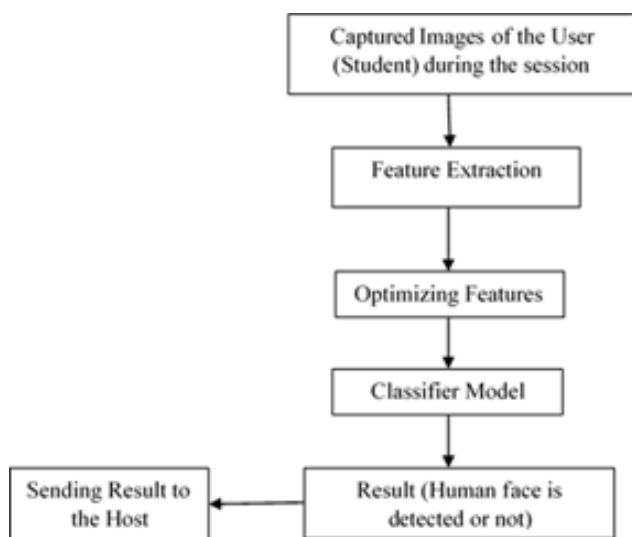 Captured Images of the User
(Student) during the session
Feature Extraction
Optimizing Features
Classifier Model
Sending Result to
the Host
Result (Human face is
detected or not)